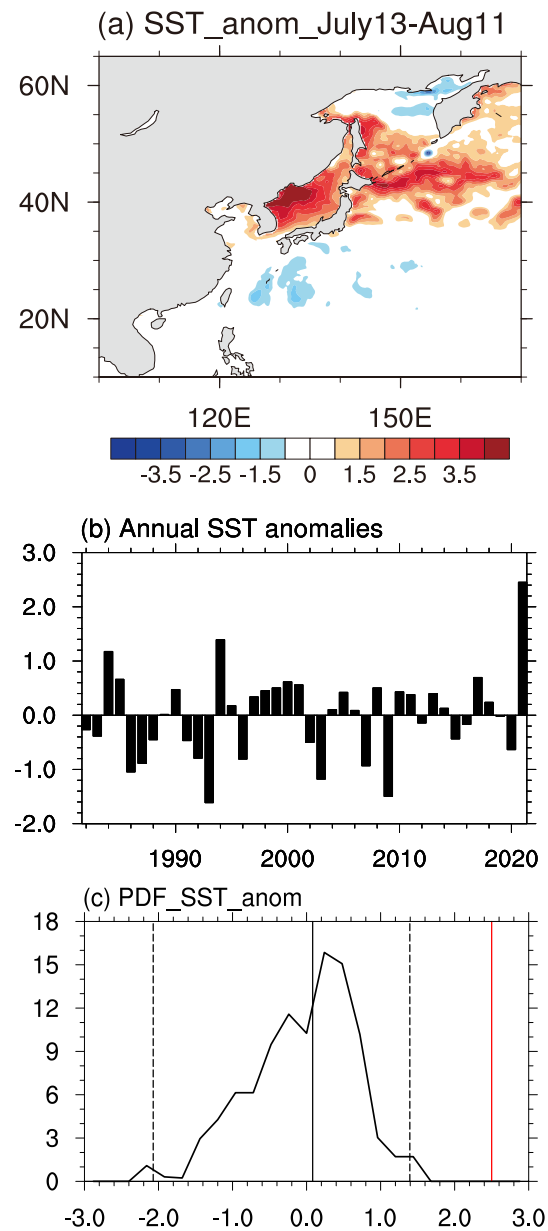 (a) SST_anom_July13-Aug11
60N
40N
20N
120E 150E
-3.5 -2.5 -1.5 0 1.5 2.5 3.5
(b) Annual SST anomalies
3.0
2.0
1.0
0.0
-1.0
-2.0
1990 2000 2010 2020
(c) PDF_SST_anom
18
15
12
9
6
3
0
-3.0 -2.0 -1.0 0.0 1.0 2.0 3.0